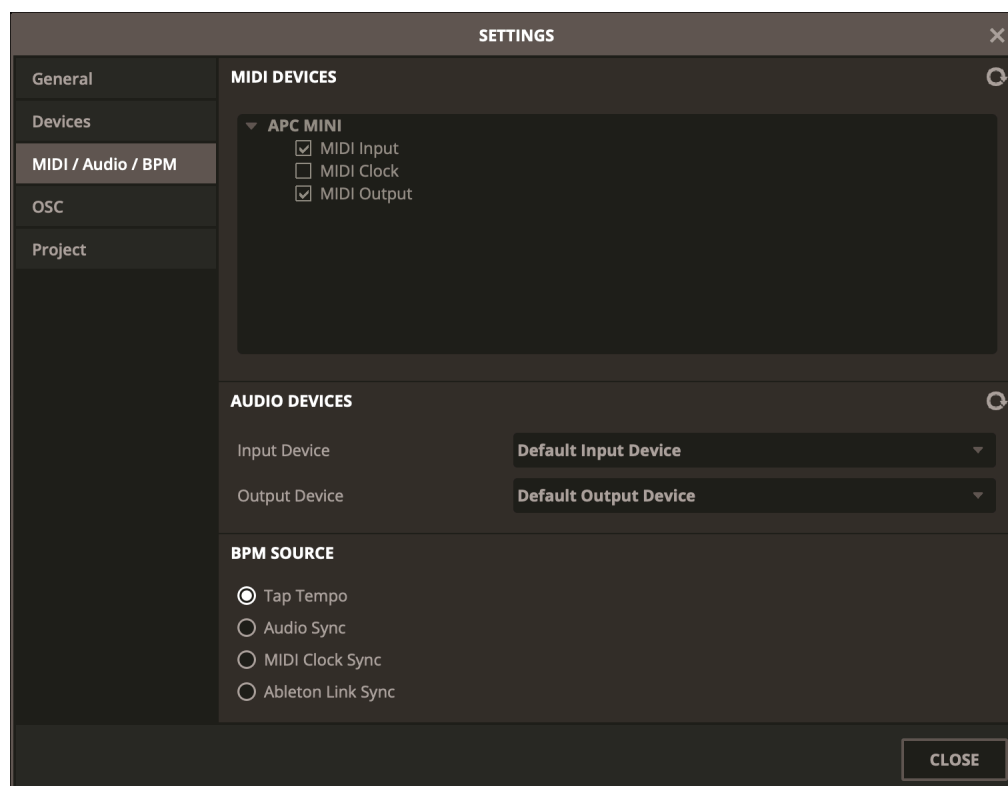 SETTINGS
General
Devices
MIDI / Audio / BPM
OSC
Project
MIDI DEVICES
APC MINI
MIDI Input
MIDI Clock
MIDI Output
AUDIO DEVICES
Input Device
Default Input Device
Output Device
Default Output Device
BPM SOURCE
Tap Tempo
Audio Sync
MIDI Clock Sync
Ableton Link Sync
CLOSE